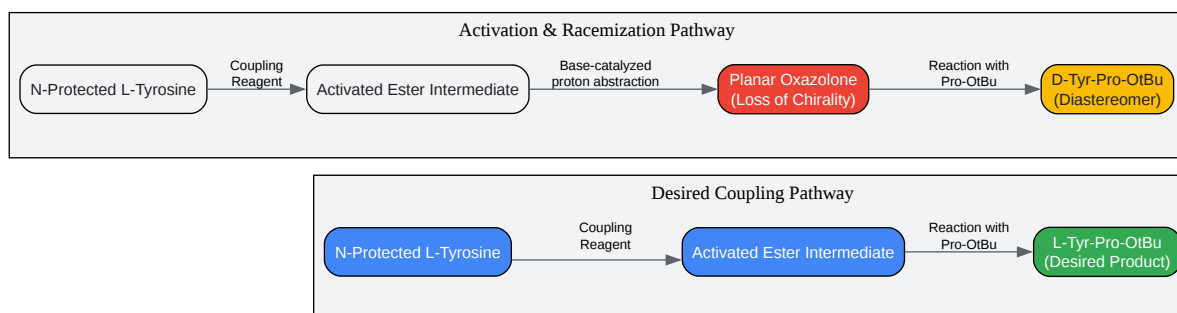 Activation & Racemization Pathway
N-Protected L-Tyrosine
Coupling
Reagent
Activated Ester Intermediate
Base-catalyzed
proton abstraction
Planar Oxazolone
(Loss of Chirality)
Reaction with
Pro-OtBu
D-Tyr-Pro-OtBu
(Diastereomer)
Desired Coupling Pathway
N-Protected L-Tyrosine
Coupling
Reagent
Activated Ester Intermediate
Reaction with
Pro-OtBu
L-Tyr-Pro-OtBu
(Desired Product)